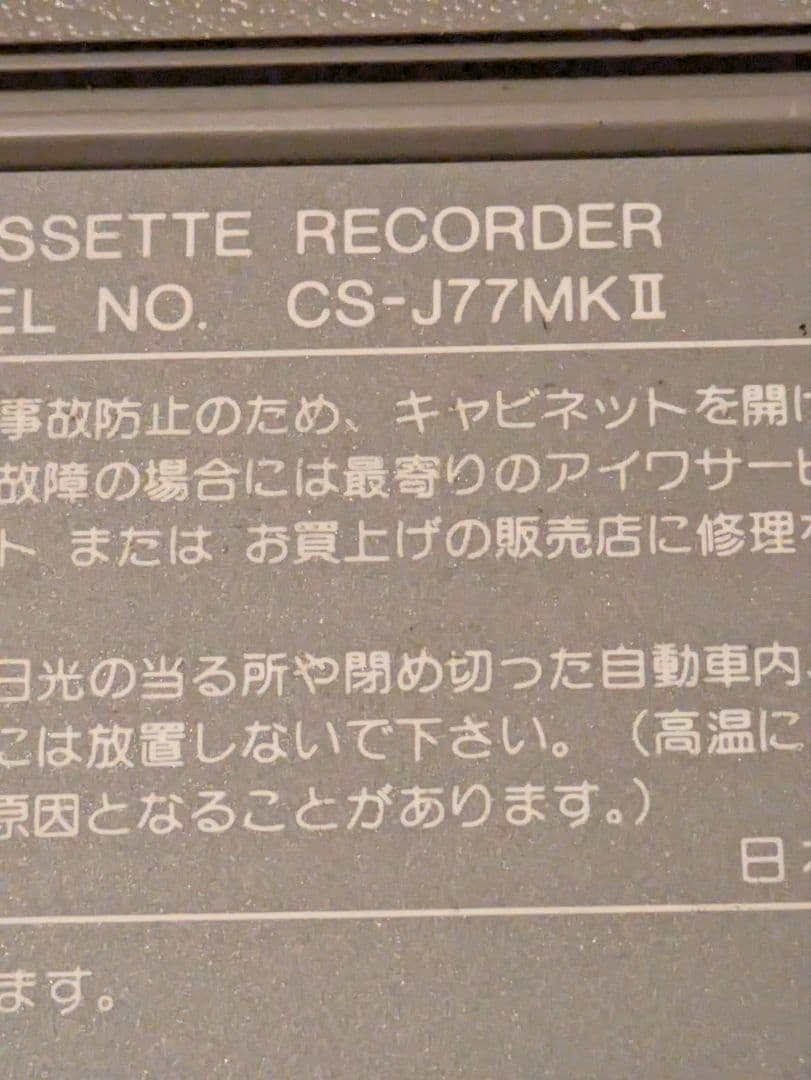 SSETTE RECORDER
EL NO. CS-J77MKⅡ
事故防止のため、キャビネットを開け
故障の場合には最寄りのアイワサービ
ト または お買上げの販売店に修理を
日光の当る所や閉め切った自動車内
には放置しないで下さい。（高温に
原因となることがあります。）
日本
ます。